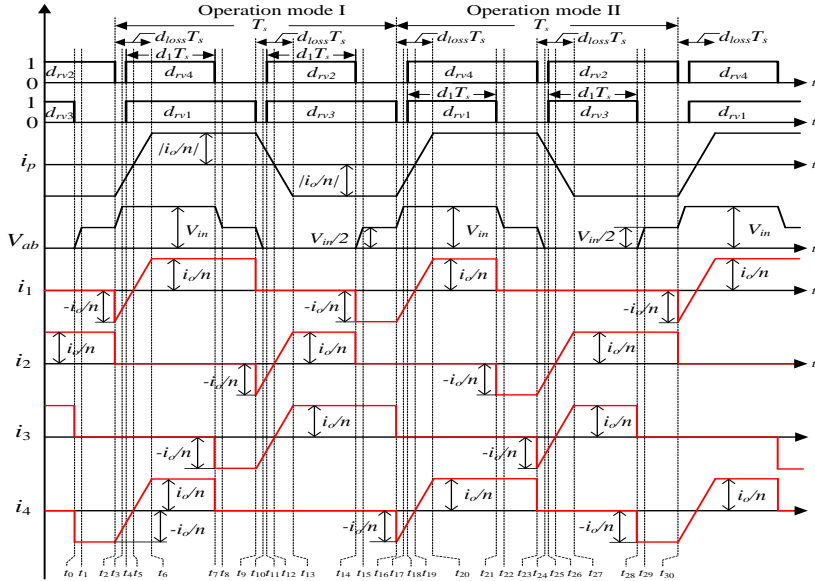 Operation mode I Operation mode II
Ts Ts
dlossTs dlossTs dlossTs dlossTs dlossTs
d1Ts d1Ts
1 drv2 drv4 drv2 drv4 drv2 drv4 t
0
d1Ts d1Ts
1 drv3 drv1 drv3 drv1 drv3 drv1 t
0
ip |io/n| |io/n| t
Vab Vin Vin/2 Vin Vin/2 Vin t
i1 -io/n io/n -io/n io/n -io/n io/n t
i2 io/n -io/n io/n -io/n io/n t
i3 -io/n io/n -io/n io/n
i4 io/n -io/n -io/n io/n -io/n t
t0 t1 t2 t3 t4 t5 t6 t7 t8 t9 t10 t11 t12 t13 t14 t15 t16 t17 t18 t19 t20 t21 t22 t23 t24 t25 t26 t27 t28 t29 t30